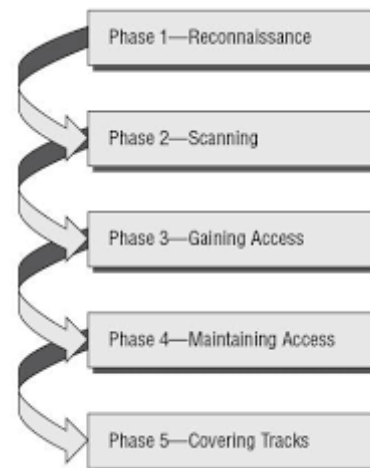 Phase 1—Reconnaissance
Phase 2—Scanning
Phase 3—Gaining Access
Phase 4—Maintaining Access
Phase 5—Covering Tracks